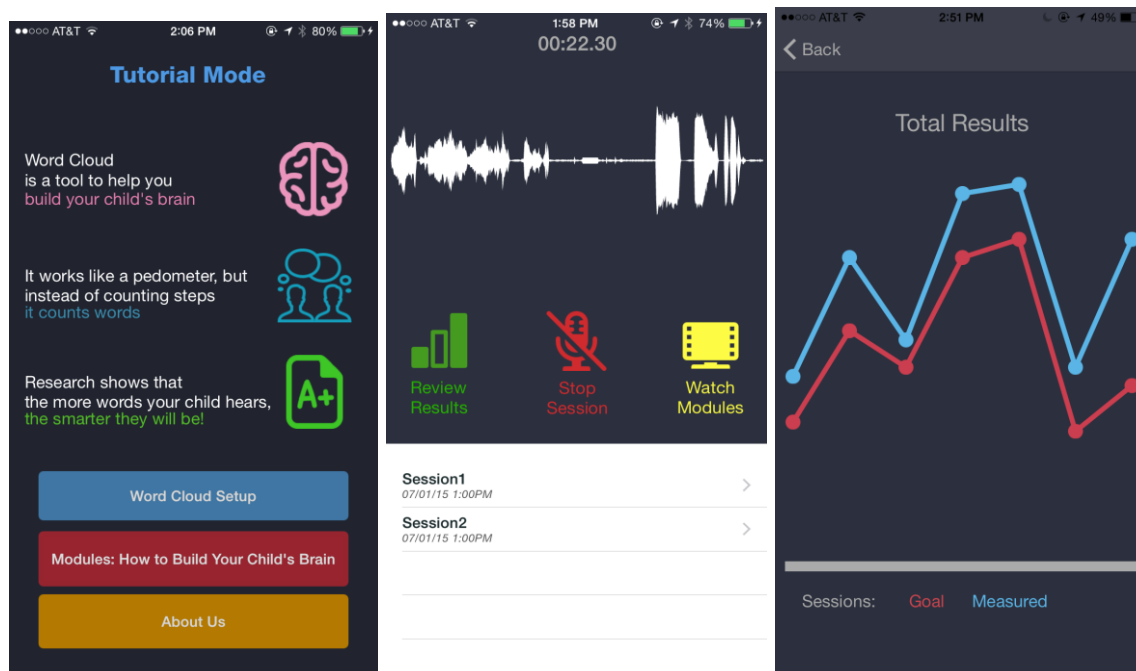 ●●○○○ AT&T 2:06 PM 80%
Tutorial Mode
Word Cloud
is a tool to help you
build your child's brain
It works like a pedometer, but
instead of counting steps
it counts words
Research shows that
the more words your child hears,
the smarter they will be!
A+
Word Cloud Setup
Modules: How to Build Your Child's Brain
About Us
●●○○○ AT&T 1:58 PM 74%
00:22.30
Review
Results
Stop
Session
Watch
Modules
Session1
07/01/15 1:00PM
Session2
07/01/15 1:00PM
●●○○○ AT&T 2:51 PM 49%
Back
Total Results
Sessions: Goal Measured